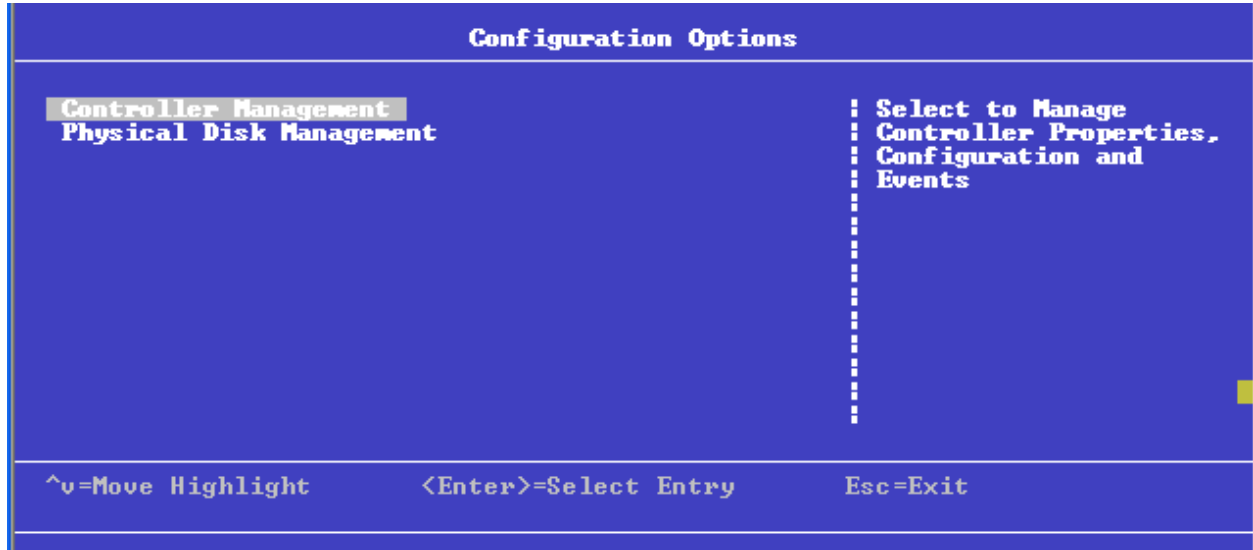 Configuration Options
Controller Management
Physical Disk Management
Select to Manage
Controller Properties,
Configuration and
Events
^v=Move Highlight <Enter>=Select Entry Esc=Exit